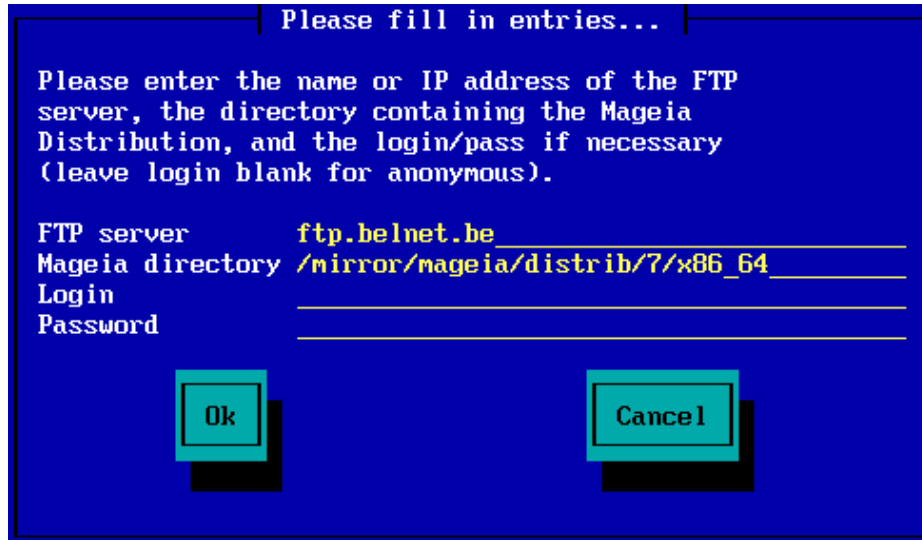 Please fill in entries...
Please enter the name or IP address of the FTP
server, the directory containing the Mageia
Distribution, and the login/pass if necessary
(leave login blank for anonymous).
FTP server ftp.belnet.be
Mageia directory /mirror/mageia/distrib/7/x86_64
Login
Password
Ok Cancel